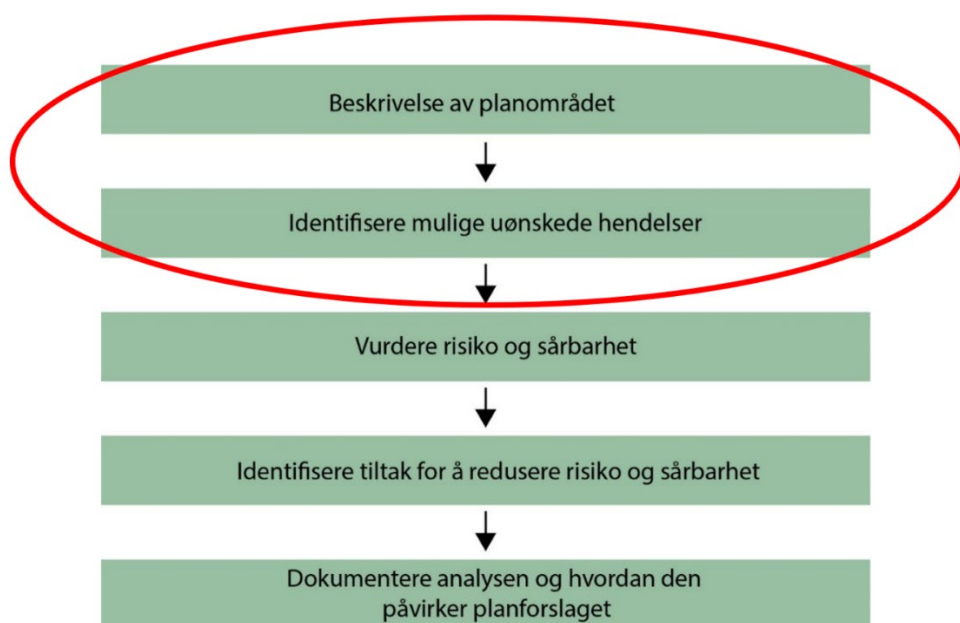 Beskrivelse av planområdet
Identifisere mulige uønskede hendelser
Vurdere risiko og sårbarhet
Identifisere tiltak for å redusere risiko og sårbarhet
Dokumentere analysen og hvordan den
påvirker planforslaget